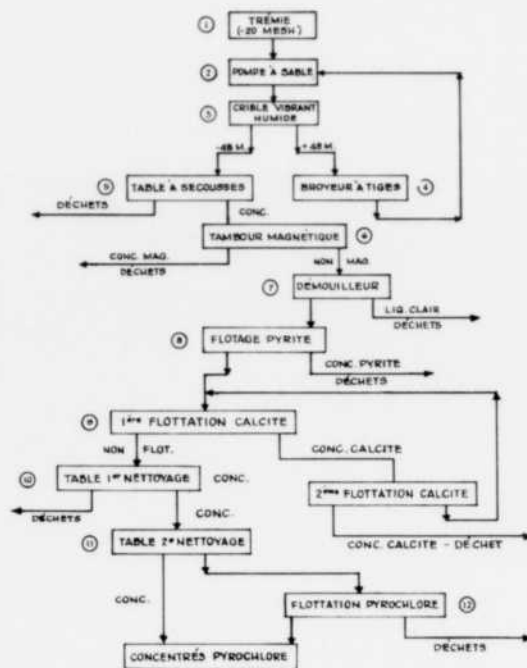 1
TRÉMIE
(-20 MESH)
2
POMPE À SABLE
3
CRIBLE VIBRANT
HUMIDE
-48 M.
+ 48 M.
5
TABLE À SECOUSSES
BROYEUR À TIGES
4
DÉCHETS
CONC.
TAMBOUR MAGNÉTIQUE
6
CONC. MAG.
DÉCHETS
NON MAG.
7
DÉMOUILLEUR
LIQ. CLAIR
DÉCHETS
8
FLOTAGE PYRITE
CONC. PYRITE
DÉCHETS
1ère FLOTTATION CALCITE
NON FLOT.
CONC. CALCITE
10
TABLE 1er NETTOYAGE
CONC.
2ème FLOTTATION CALCITE
DÉCHETS
CONC.
CONC. CALCITE - DÉCHET
11
TABLE 2e NETTOYAGE
CONC.
FLOTTATION PYROCHLORE
12
DÉCHETS
CONCENTRÉS PYROCHLORE